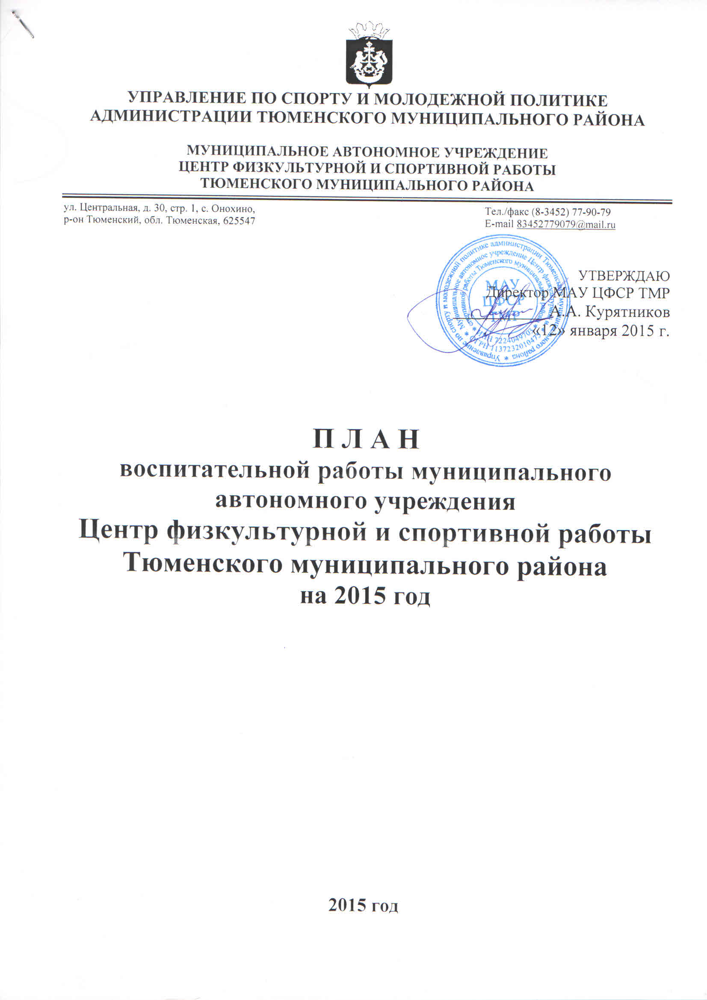 УПРАВЛЕНИЕ ПО СПОРТУ И МОЛОДЕЖНОЙ ПОЛИТИКЕ
АДМИНИСТРАЦИИ ТЮМЕНСКОГО МУНИЦИПАЛЬНОГО РАЙОНА
МУНИЦИПАЛЬНОЕ АВТОНОМНОЕ УЧРЕЖДЕНИЕ
ЦЕНТР ФИЗКУЛЬТУРНОЙ И СПОРТИВНОЙ РАБОТЫ
ТЮМЕНСКОГО МУНИЦИПАЛЬНОГО РАЙОНА
ул. Центральная, д. 30, стр. 1, с. Онохино,
р-он Тюменский, обл. Тюменская, 625547
Тел./факс (8-3452) 77-90-79
E-mail 83452779079@mail.ru
УТВЕРЖДАЮ
Директор МАУ ЦФСР ТМР
А.А. Курятников
«12» января 2015 г.
Управление по спорту и молодежной политике администрации Тюменского муниципального района *
Муниципальное автономное учреждение Центр физкультурной и
спортивной работы Тюменского муниципального района *
ИНН 7224049703 *
ОГРН 1137232010475 *
МАУ
ЦФСР
ТМР
П Л А Н
воспитательной работы муниципального
автономного учреждения
Центр физкультурной и спортивной работы
Тюменского муниципального района
на 2015 год
2015 год